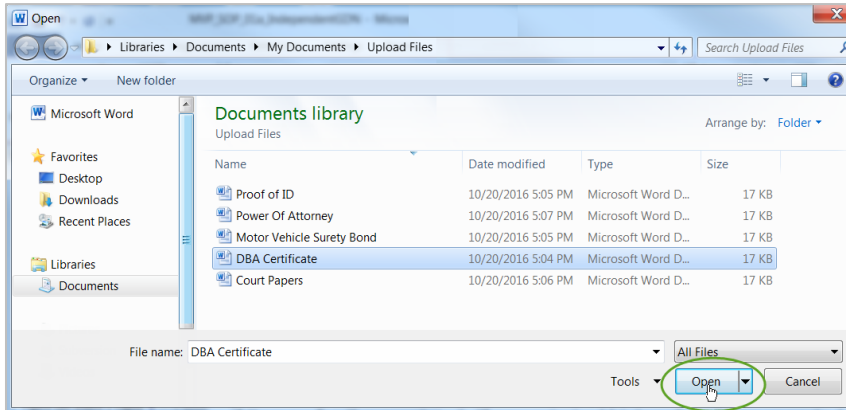 Open
Libraries Documents My Documents Upload Files Search Upload Files
Organize New folder
Microsoft Word
Favorites
Desktop
Downloads
Recent Places
Libraries
Documents
Documents library
Upload Files
Arrange by: Folder
Name Date modified Type Size
Proof of ID 10/20/2016 5:05 PM Microsoft Word D... 17 KB
Power Of Attorney 10/20/2016 5:07 PM Microsoft Word D... 17 KB
Motor Vehicle Surety Bond 10/20/2016 5:05 PM Microsoft Word D... 17 KB
DBA Certificate 10/20/2016 5:04 PM Microsoft Word D... 17 KB
Court Papers 10/20/2016 5:06 PM Microsoft Word D... 17 KB
File name: DBA Certificate All Files
Tools Open Cancel